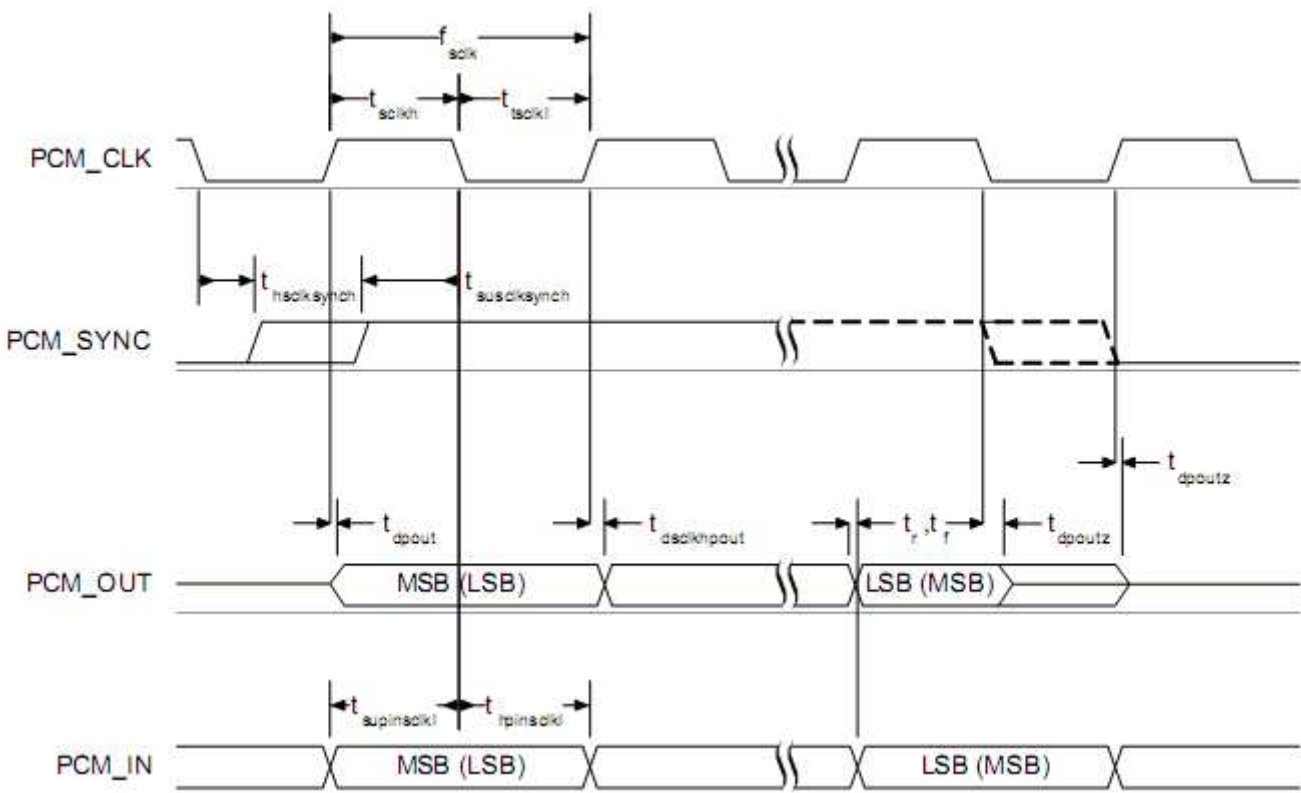 f sclk
t sclkh t tsclkl
PCM_CLK
t hsclksynch t susclksynch
PCM_SYNC
t dpoutz
t dpout t dsclkhpout t r ,t f t dpoutz
PCM_OUT MSB (LSB) LSB (MSB)
t supinsclkl t hpinsclkl
PCM_IN MSB (LSB) LSB (MSB)